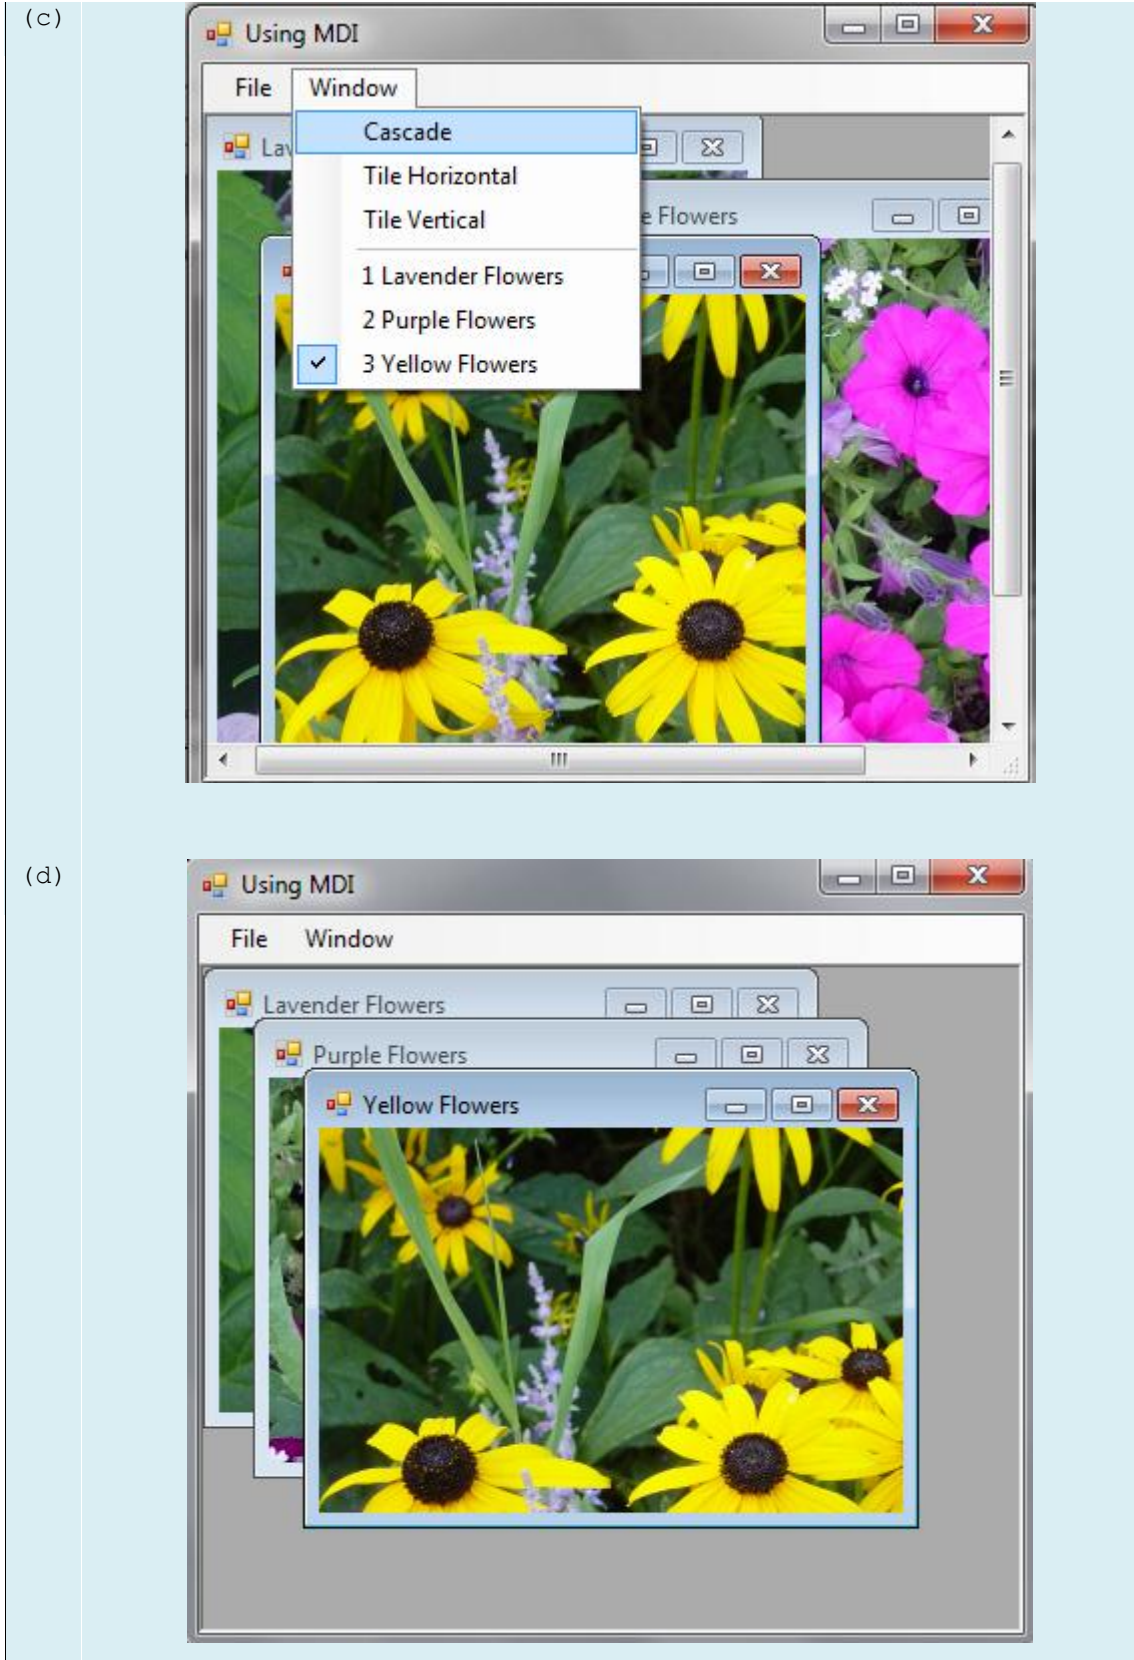 (c)
Using MDI
File Window
Cascade
Tile Horizontal
Tile Vertical
Flowers
1 Lavender Flowers
2 Purple Flowers
3 Yellow Flowers
(d)
Using MDI
File Window
Lavender Flowers
Purple Flowers
Yellow Flowers